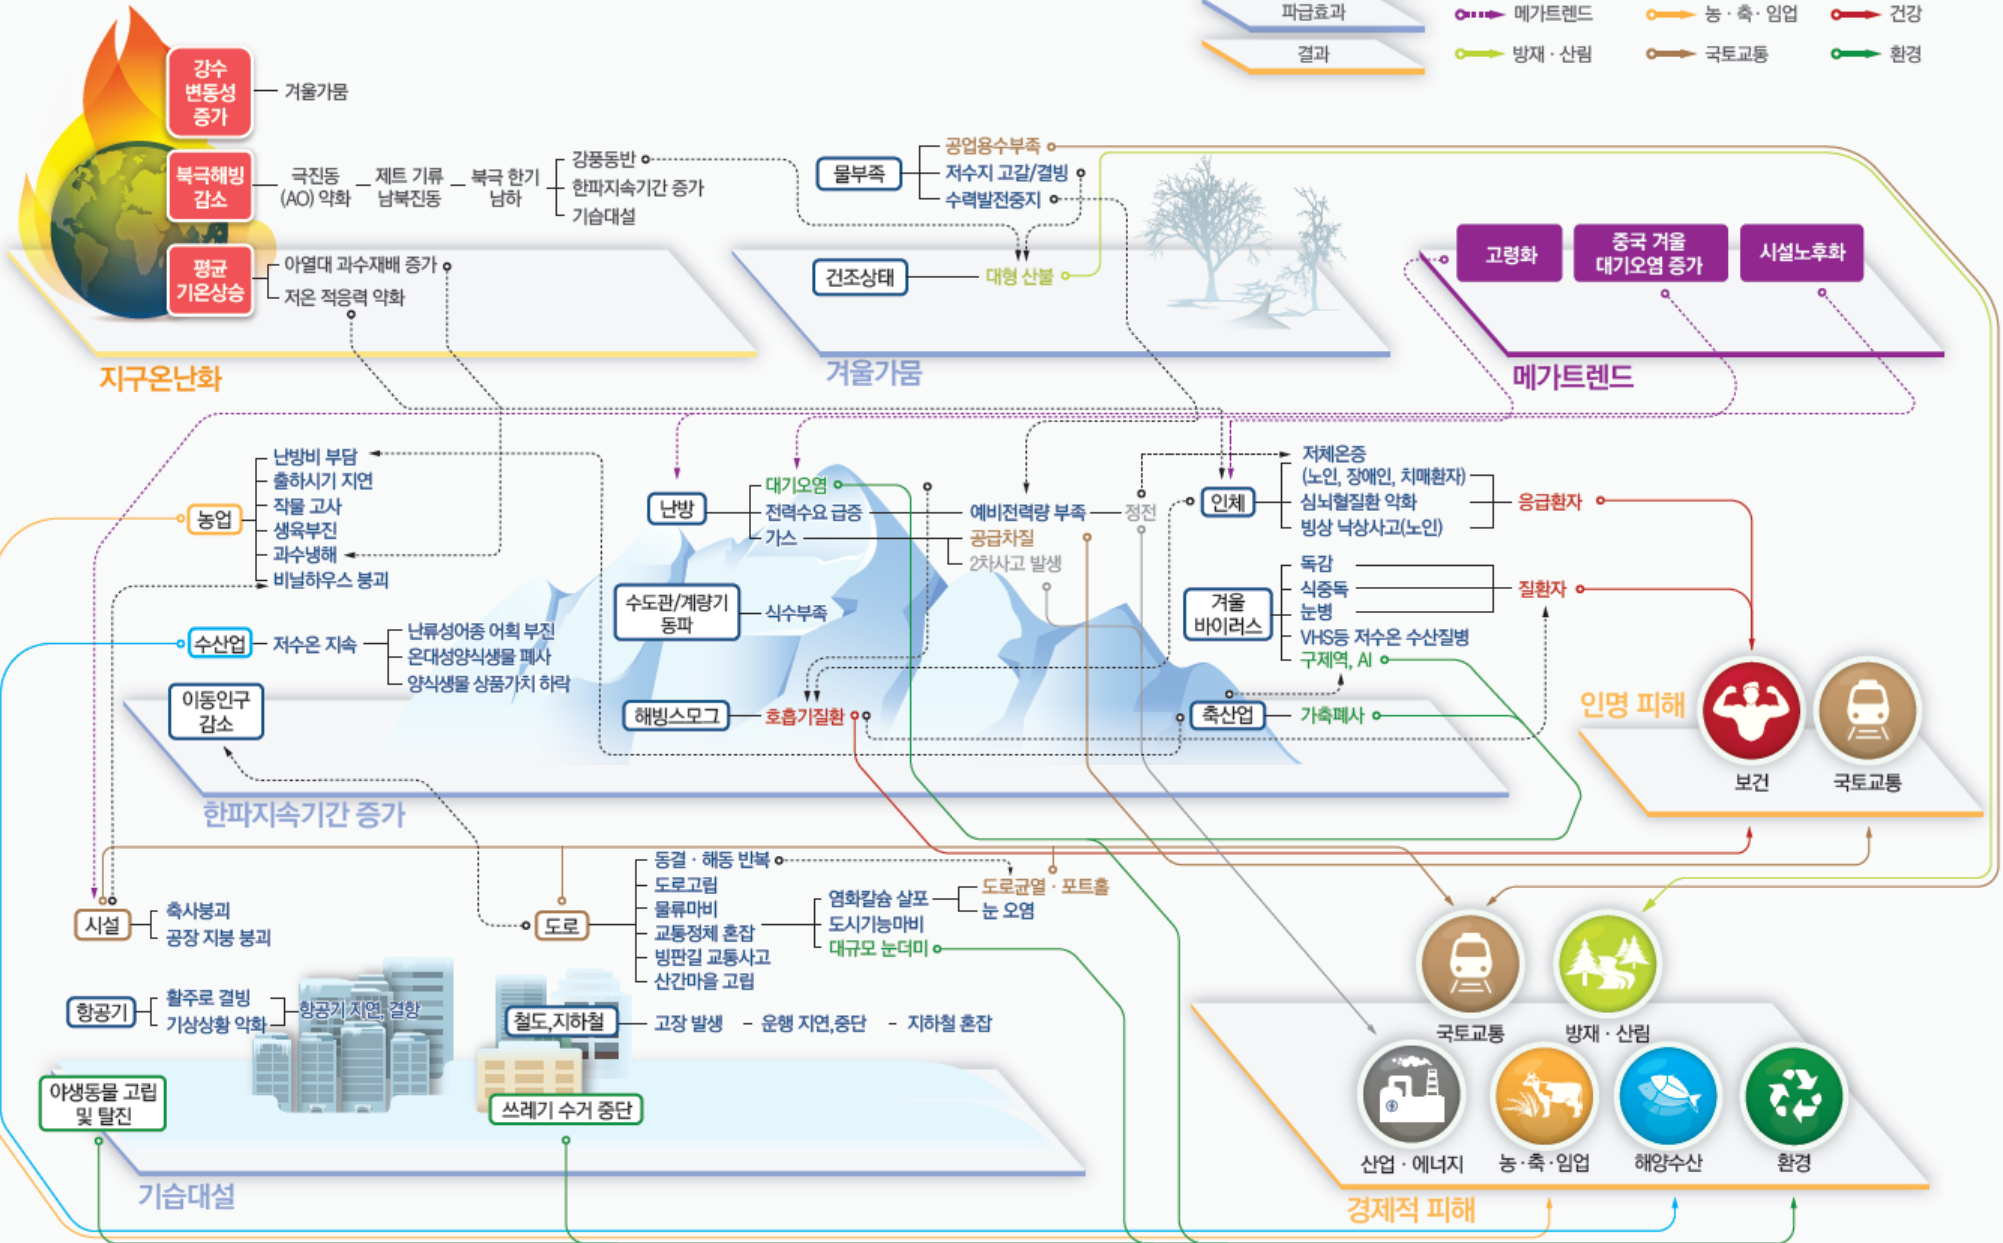 파급효과
결과
메가트렌드
농·축·임업
건강
방재·산림
국토교통
환경
강수
변동성
증가
겨울가뭄
북극해빙
감소
극진동
(AO) 약화
제트 기류
남북진동
북극 한기
남하
강풍동반
한파지속기간 증가
기습대설
평균
기온상승
아열대 과수재배 증가
저온 적응력 약화
지구온난화
물부족
공업용수부족
저수지 고갈/결빙
수력발전중지
건조상태
대형 산불
겨울가뭄
고령화
중국 겨울
대기오염 증가
시설노후화
메가트렌드
농업
난방비 부담
출하시기 지연
작물 고사
생육부진
과수냉해
비닐하우스 붕괴
수산업
저수온 지속
난류성어종 어획 부진
온대성양식생물 폐사
양식생물 상품가치 하락
이동인구
감소
난방
대기오염
전력수요 급증
가스
예비전력량 부족
정전
공급차질
2차사고 발생
수도관/계량기
동파
식수부족
해빙스모그
호흡기질환
인체
저체온증
(노인, 장애인, 치매환자)
심뇌혈질환 악화
빙상 낙상사고(노인)
응급환자
겨울
바이러스
독감
식중독
눈병
VHS등 저수온 수산질병
구제역, AI
질환자
축산업
가축폐사
한파지속기간 증가
인명 피해
보건
국토교통
시설
축사붕괴
공장 지붕 붕괴
도로
동결·해동 반복
도로고립
물류마비
교통정체 혼잡
빙판길 교통사고
산간마을 고립
염화칼슘 살포
도시기능마비
대규모 눈더미
도로균열·포트홀
눈 오염
항공기
활주로 결빙
기상상황 악화
항공기 지연, 결항
철도,지하철
고장 발생
운행 지연,중단
지하철 혼잡
야생동물 고립
및 탈진
쓰레기 수거 중단
기습대설
국토교통
방재·산림
산업·에너지
농·축·임업
해양수산
환경
경제적 피해